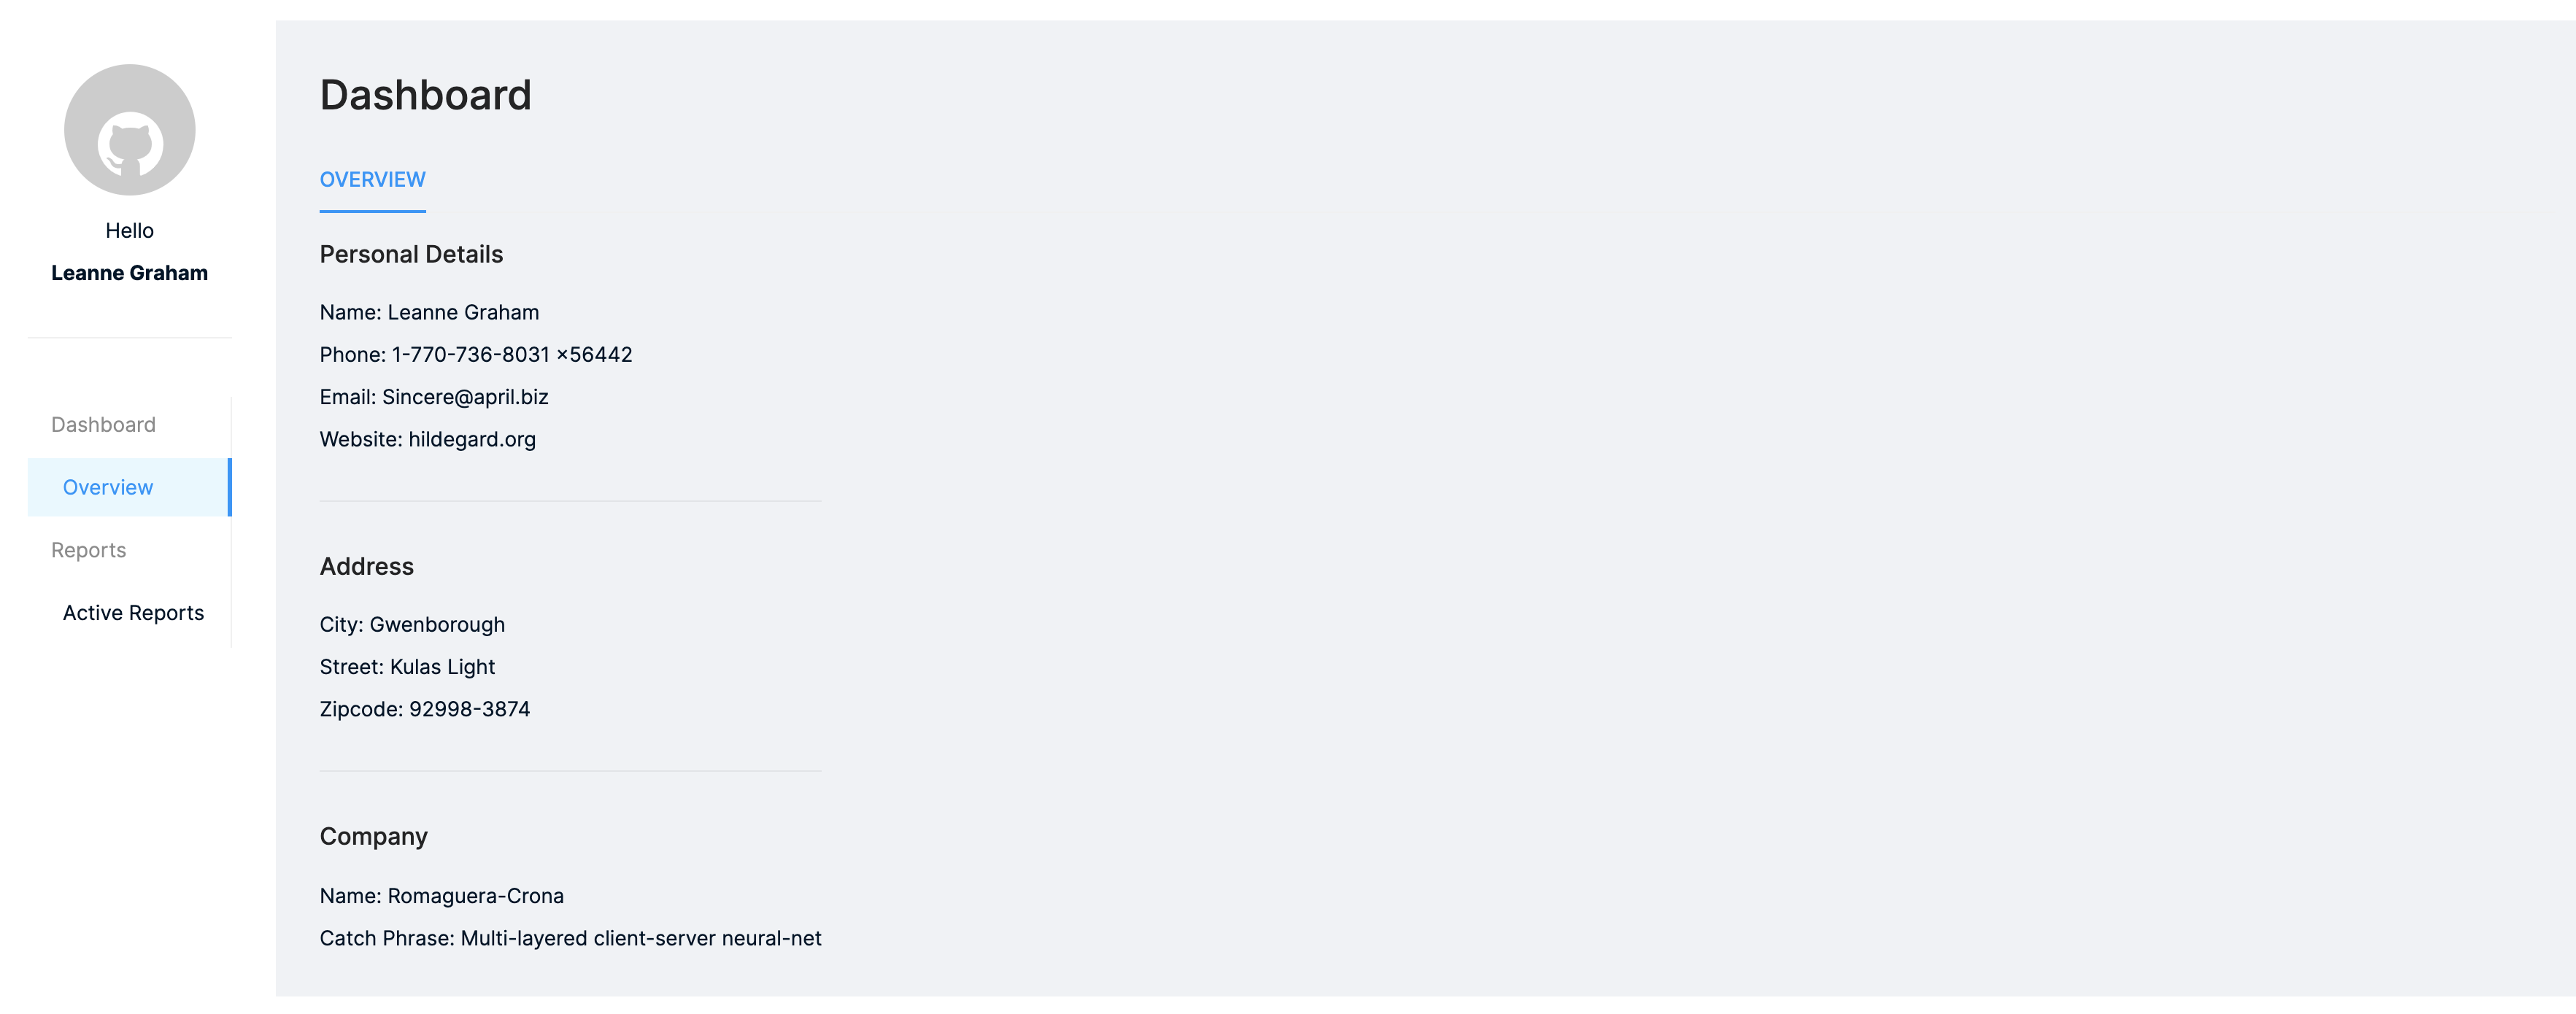 Hello
Leanne Graham
Dashboard
Overview
Reports
Active Reports
Dashboard
OVERVIEW
Personal Details
Name: Leanne Graham
Phone: 1-770-736-8031 x56442
Email: Sincere@april.biz
Website: hildegard.org
Address
City: Gwenborough
Street: Kulas Light
Zipcode: 92998-3874
Company
Name: Romaguera-Crona
Catch Phrase: Multi-layered client-server neural-net